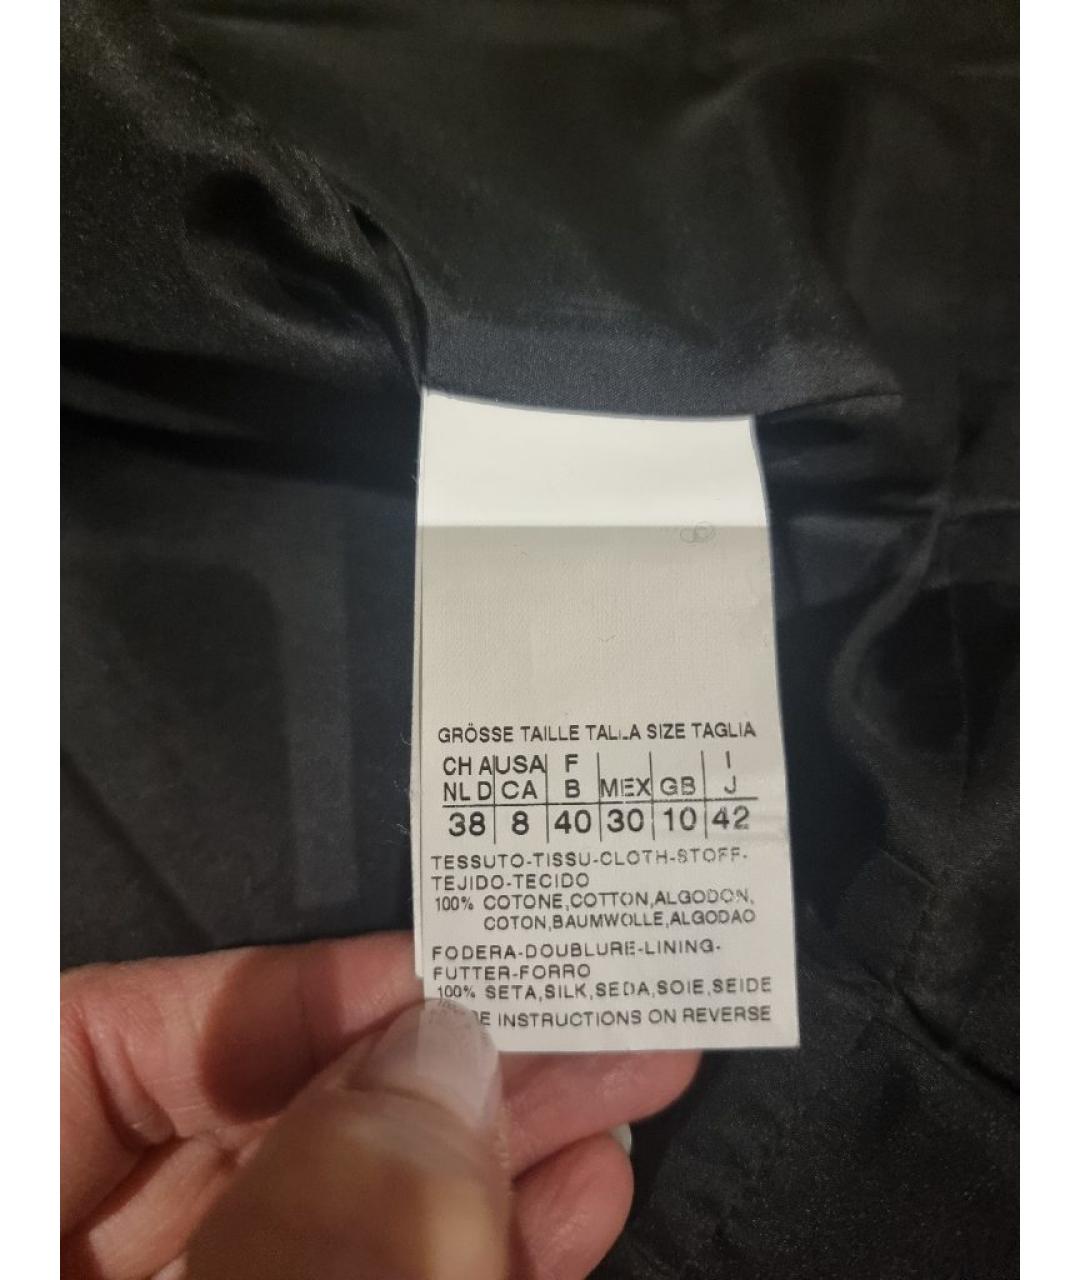 GRÖSSE TAILLE TALLA SIZE TAGLIA
CH A USA F I
NL D CA B MEX GB J
38 8 40 30 10 42
TESSUTO-TISSU-CLOTH-STOFF-
TEJIDO-TECIDO
100% COTONE,COTTON,ALGODON,
COTON,BAUMWOLLE,ALGODAO
FODERA-DOUBLURE-LINING-
FUTTER-FORRO
100% SETA,SILK,SEDA,SOIE,SEIDE
INSTRUCTIONS ON REVERSE